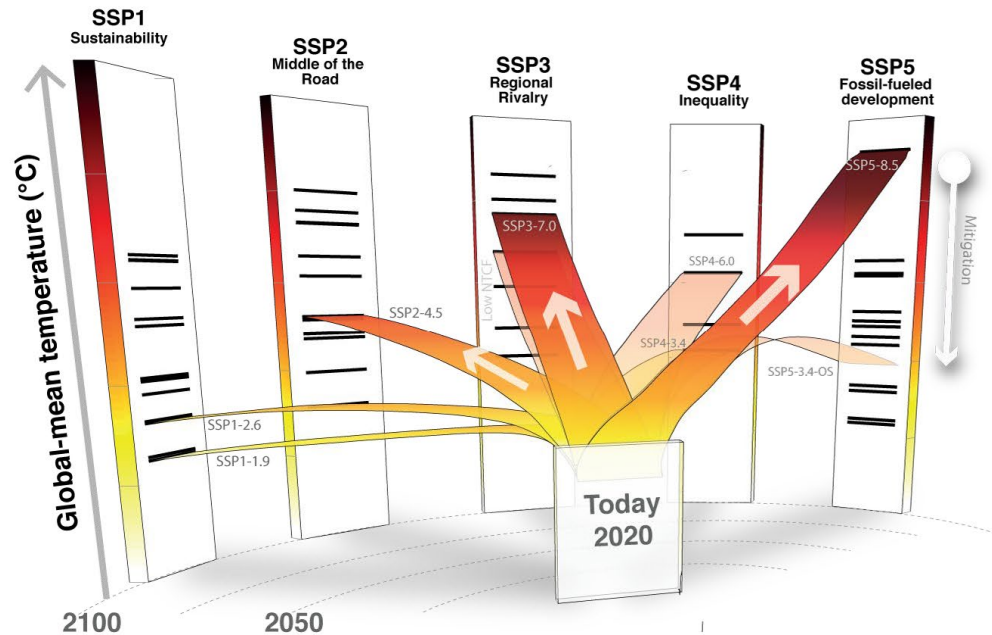 SSP1
Sustainability
SSP2
Middle of the
Road
SSP3
Regional
Rivalry
SSP4
Inequality
SSP5
Fossil-fueled
development
Global-mean temperature (°C)
SSP5-8.5
SSP3-7.0
Low NTCF
SSP4-6.0
Mitigation
SSP2-4.5
SSP4-3.4
SSP5-3.4-OS
SSP1-2.6
SSP1-1.9
Today
2020
2100
2050